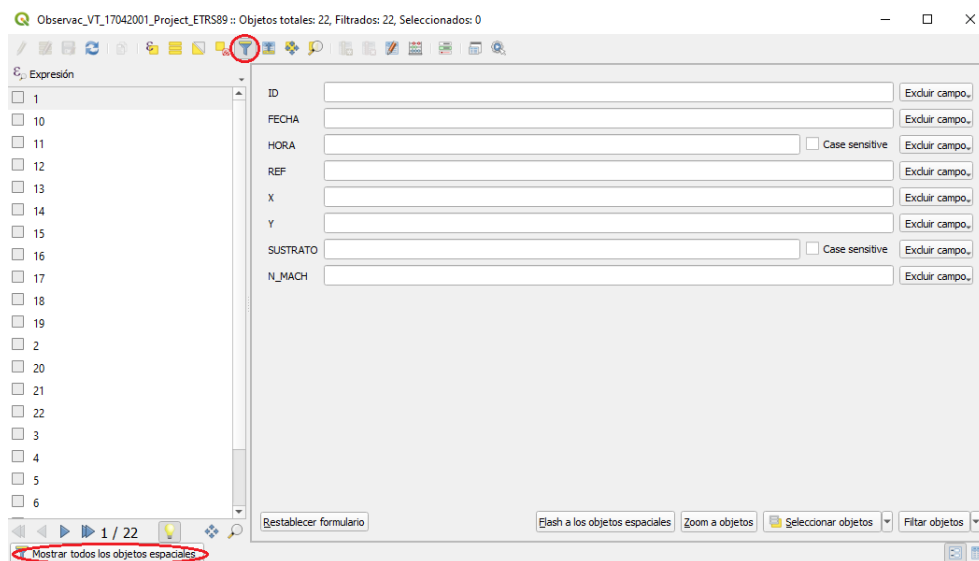 Observac_VT_17042001_Project_ETRS89 :: Objetos totales: 22, Filtrados: 22, Seleccionados: 0
Expresión
1
10
11
12
13
14
15
16
17
18
19
2
20
21
22
3
4
5
6
ID Excluir campo
FECHA Excluir campo
HORA Case sensitive Excluir campo
REF Excluir campo
X Excluir campo
Y Excluir campo
SUSTRATO Case sensitive Excluir campo
N_MACH Excluir campo
Restablecer formulario Flash a los objetos espaciales Zoom a objetos Seleccionar objetos Filtar objetos
1 / 22
Mostrar todos los objetos espaciales